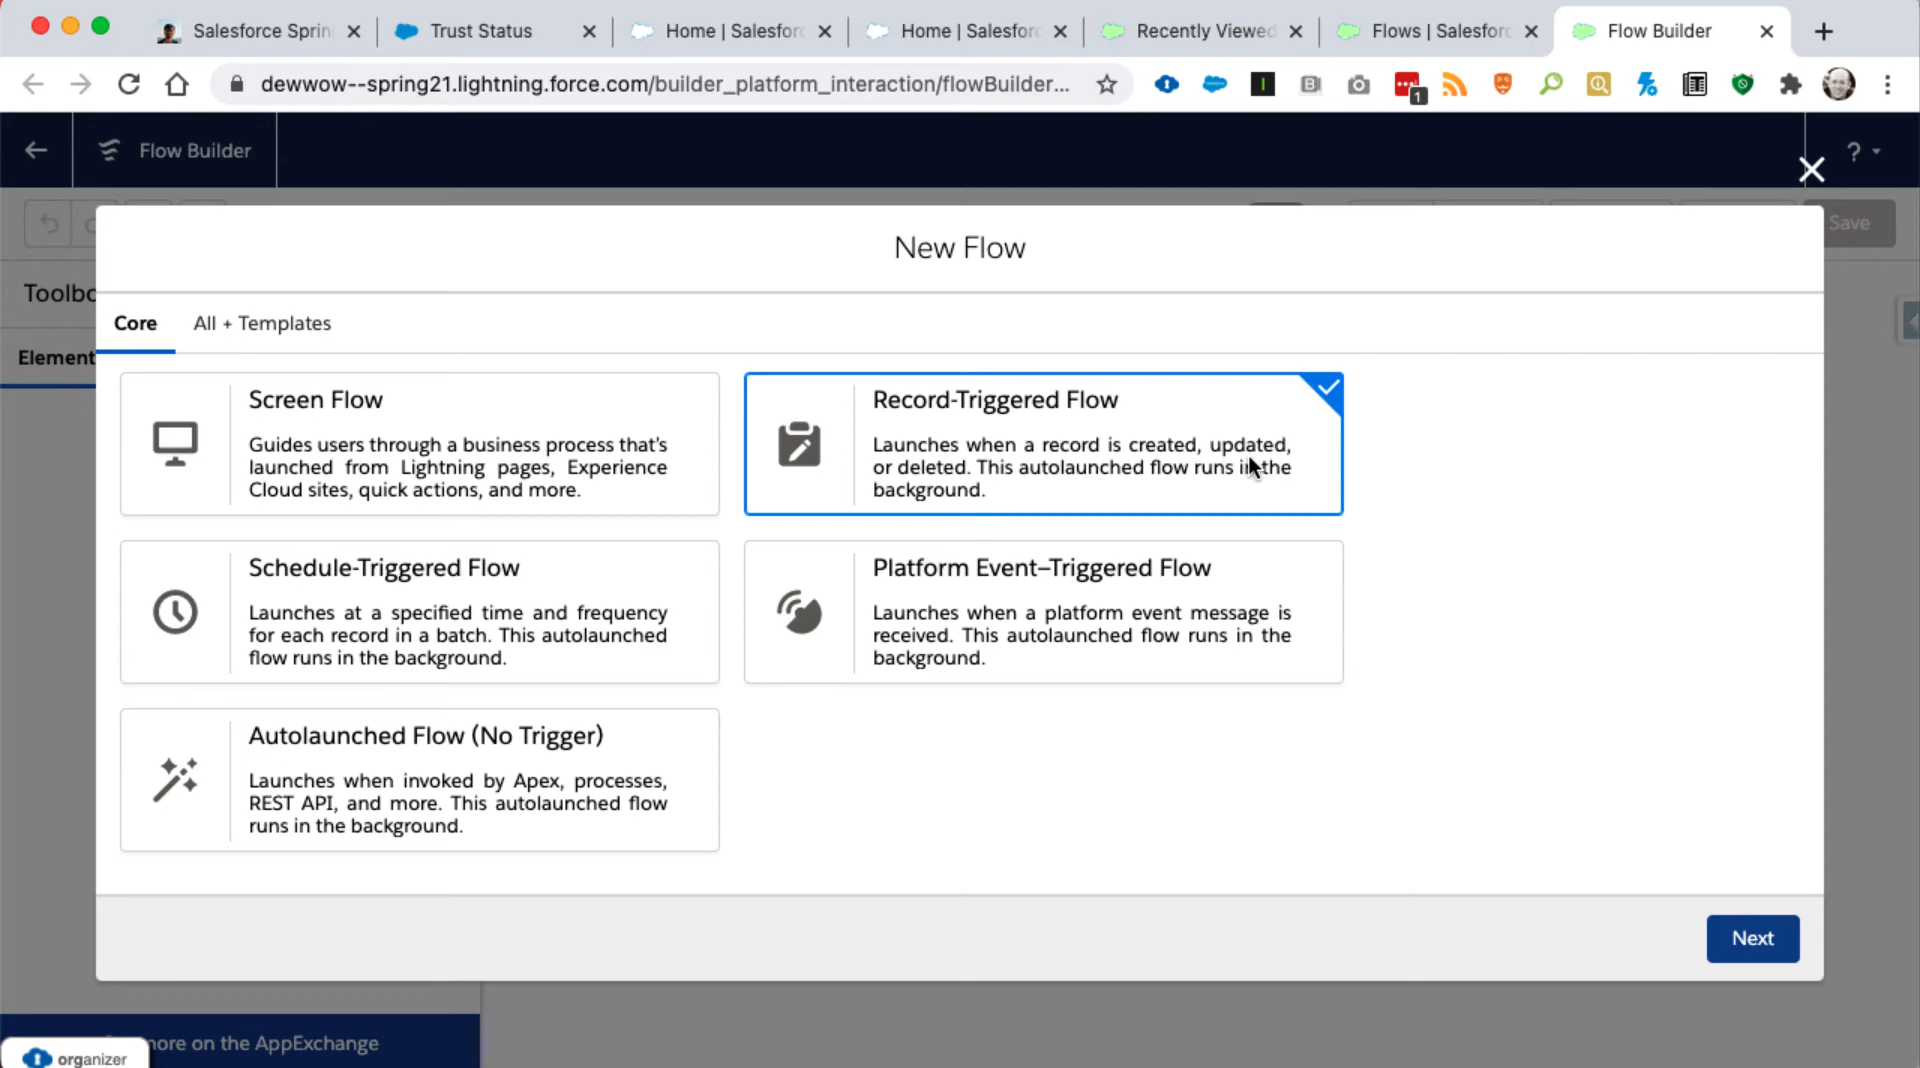 Salesforce Sprin
Trust Status
Home | Salesforc
Home | Salesforc
Recently Viewed
Flows | Salesforc
Flow Builder
dewwow--spring21.lightning.force.com/builder_platform_interaction/flowBuilder...
1
Flow Builder
?
Save
New Flow
Toolbo
Core
All + Templates
Element
Screen Flow
Guides users through a business process that's
launched from Lightning pages, Experience
Cloud sites, quick actions, and more.
Record-Triggered Flow
Launches when a record is created, updated,
or deleted. This autolaunched flow runs in the
background.
Schedule-Triggered Flow
Launches at a specified time and frequency
for each record in a batch. This autolaunched
flow runs in the background.
Platform Event–Triggered Flow
Launches when a platform event message is
received. This autolaunched flow runs in the
background.
Autolaunched Flow (No Trigger)
Launches when invoked by Apex, processes,
REST API, and more. This autolaunched flow
runs in the background.
Next
more on the AppExchange
organizer